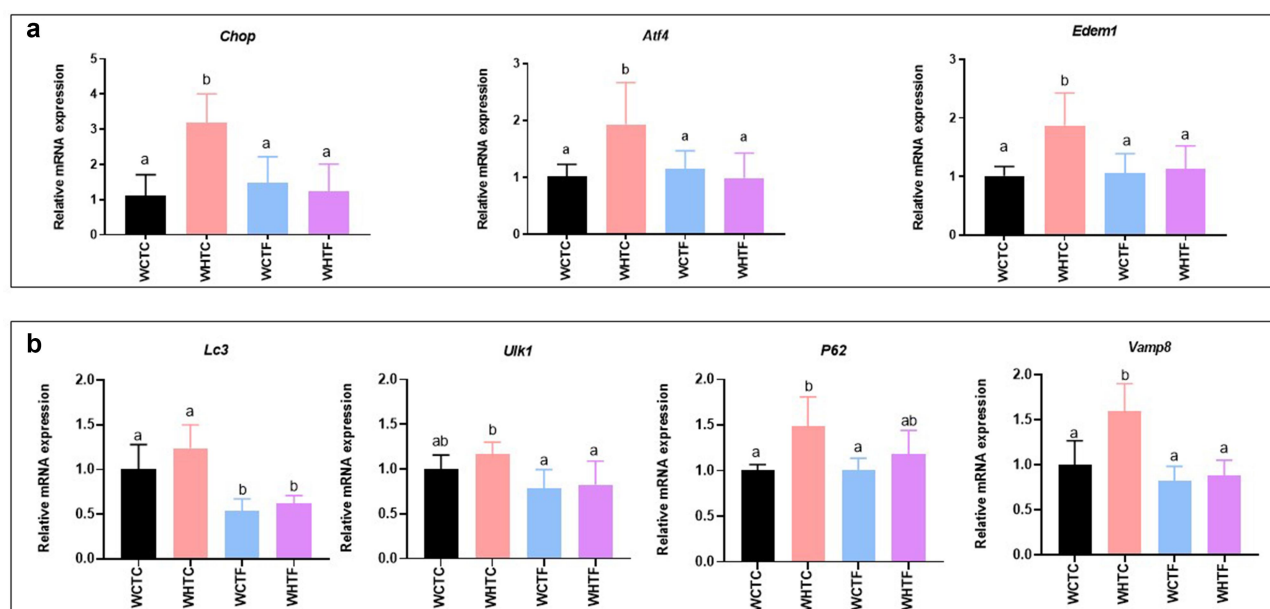 a
Chop
Relative mRNA expression
5
4
3
2
1
0
b
a
a
a
WCTC
WHTC
WCTF
WHTF
Atf4
Relative mRNA expression
3
2
1
0
b
a
a
a
WCTC
WHTC
WCTF
WHTF
Edem1
Relative mRNA expression
3
2
1
0
b
a
a
a
WCTC
WHTC
WCTF
WHTF
b
Lc3
Relative mRNA expression
2.0
1.5
1.0
0.5
0.0
a
a
b
b
WCTC
WHTC
WCTF
WHTF
Ulk1
Relative mRNA expression
2.0
1.5
1.0
0.5
0.0
ab
b
a
a
WCTC
WHTC
WCTF
WHTF
P62
Relative mRNA expression
2.0
1.5
1.0
0.5
0.0
a
b
a
ab
WCTC
WHTC
WCTF
WHTF
Vamp8
Relative mRNA expression
2.0
1.5
1.0
0.5
0.0
a
b
a
a
WCTC
WHTC
WCTF
WHTF